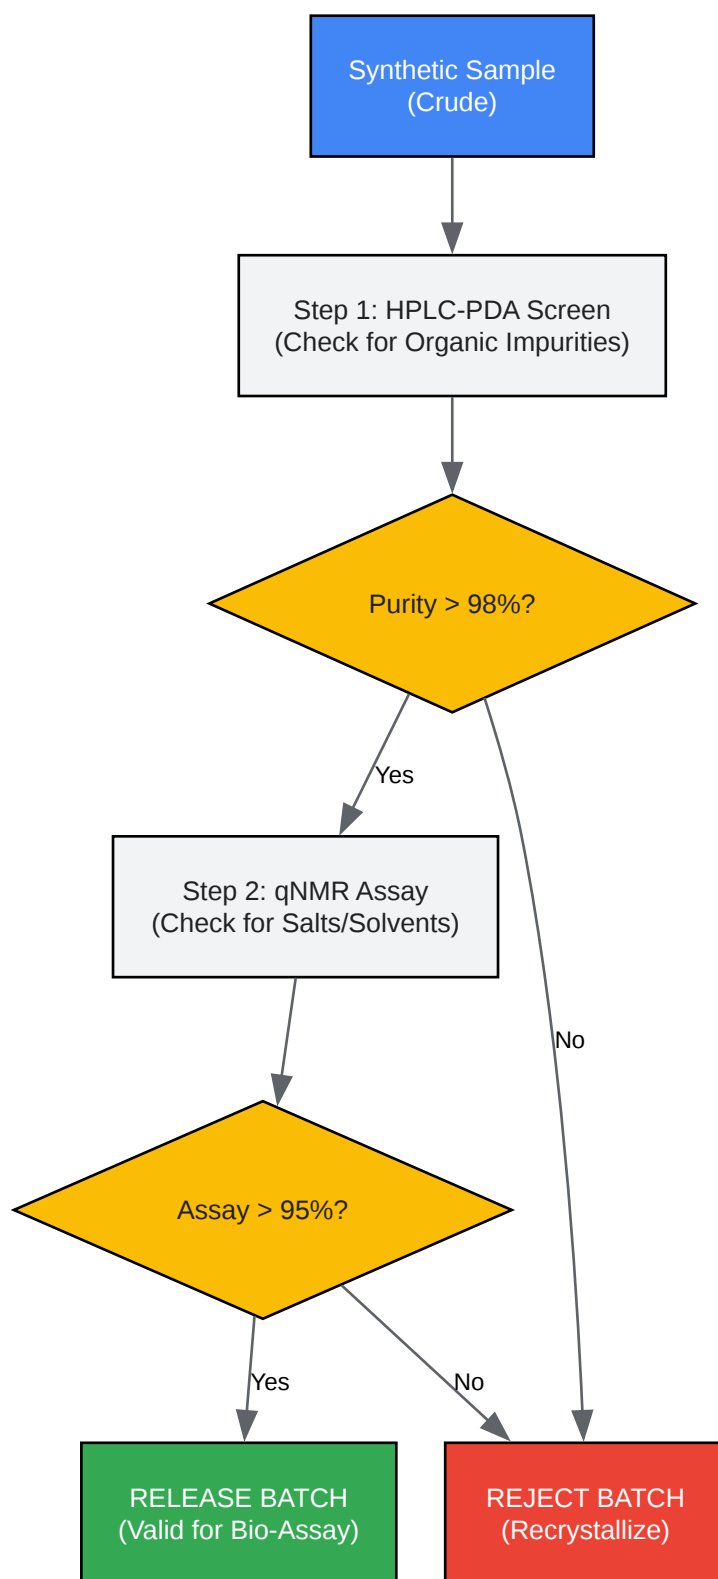 Synthetic Sample
(Crude)
Step 1: HPLC-PDA Screen
(Check for Organic Impurities)
Purity > 98%?
Yes
Step 2: qNMR Assay
(Check for Salts/Solvents)
No
Assay > 95%?
Yes
No
RELEASE BATCH
(Valid for Bio-Assay)
REJECT BATCH
(Recrystallize)